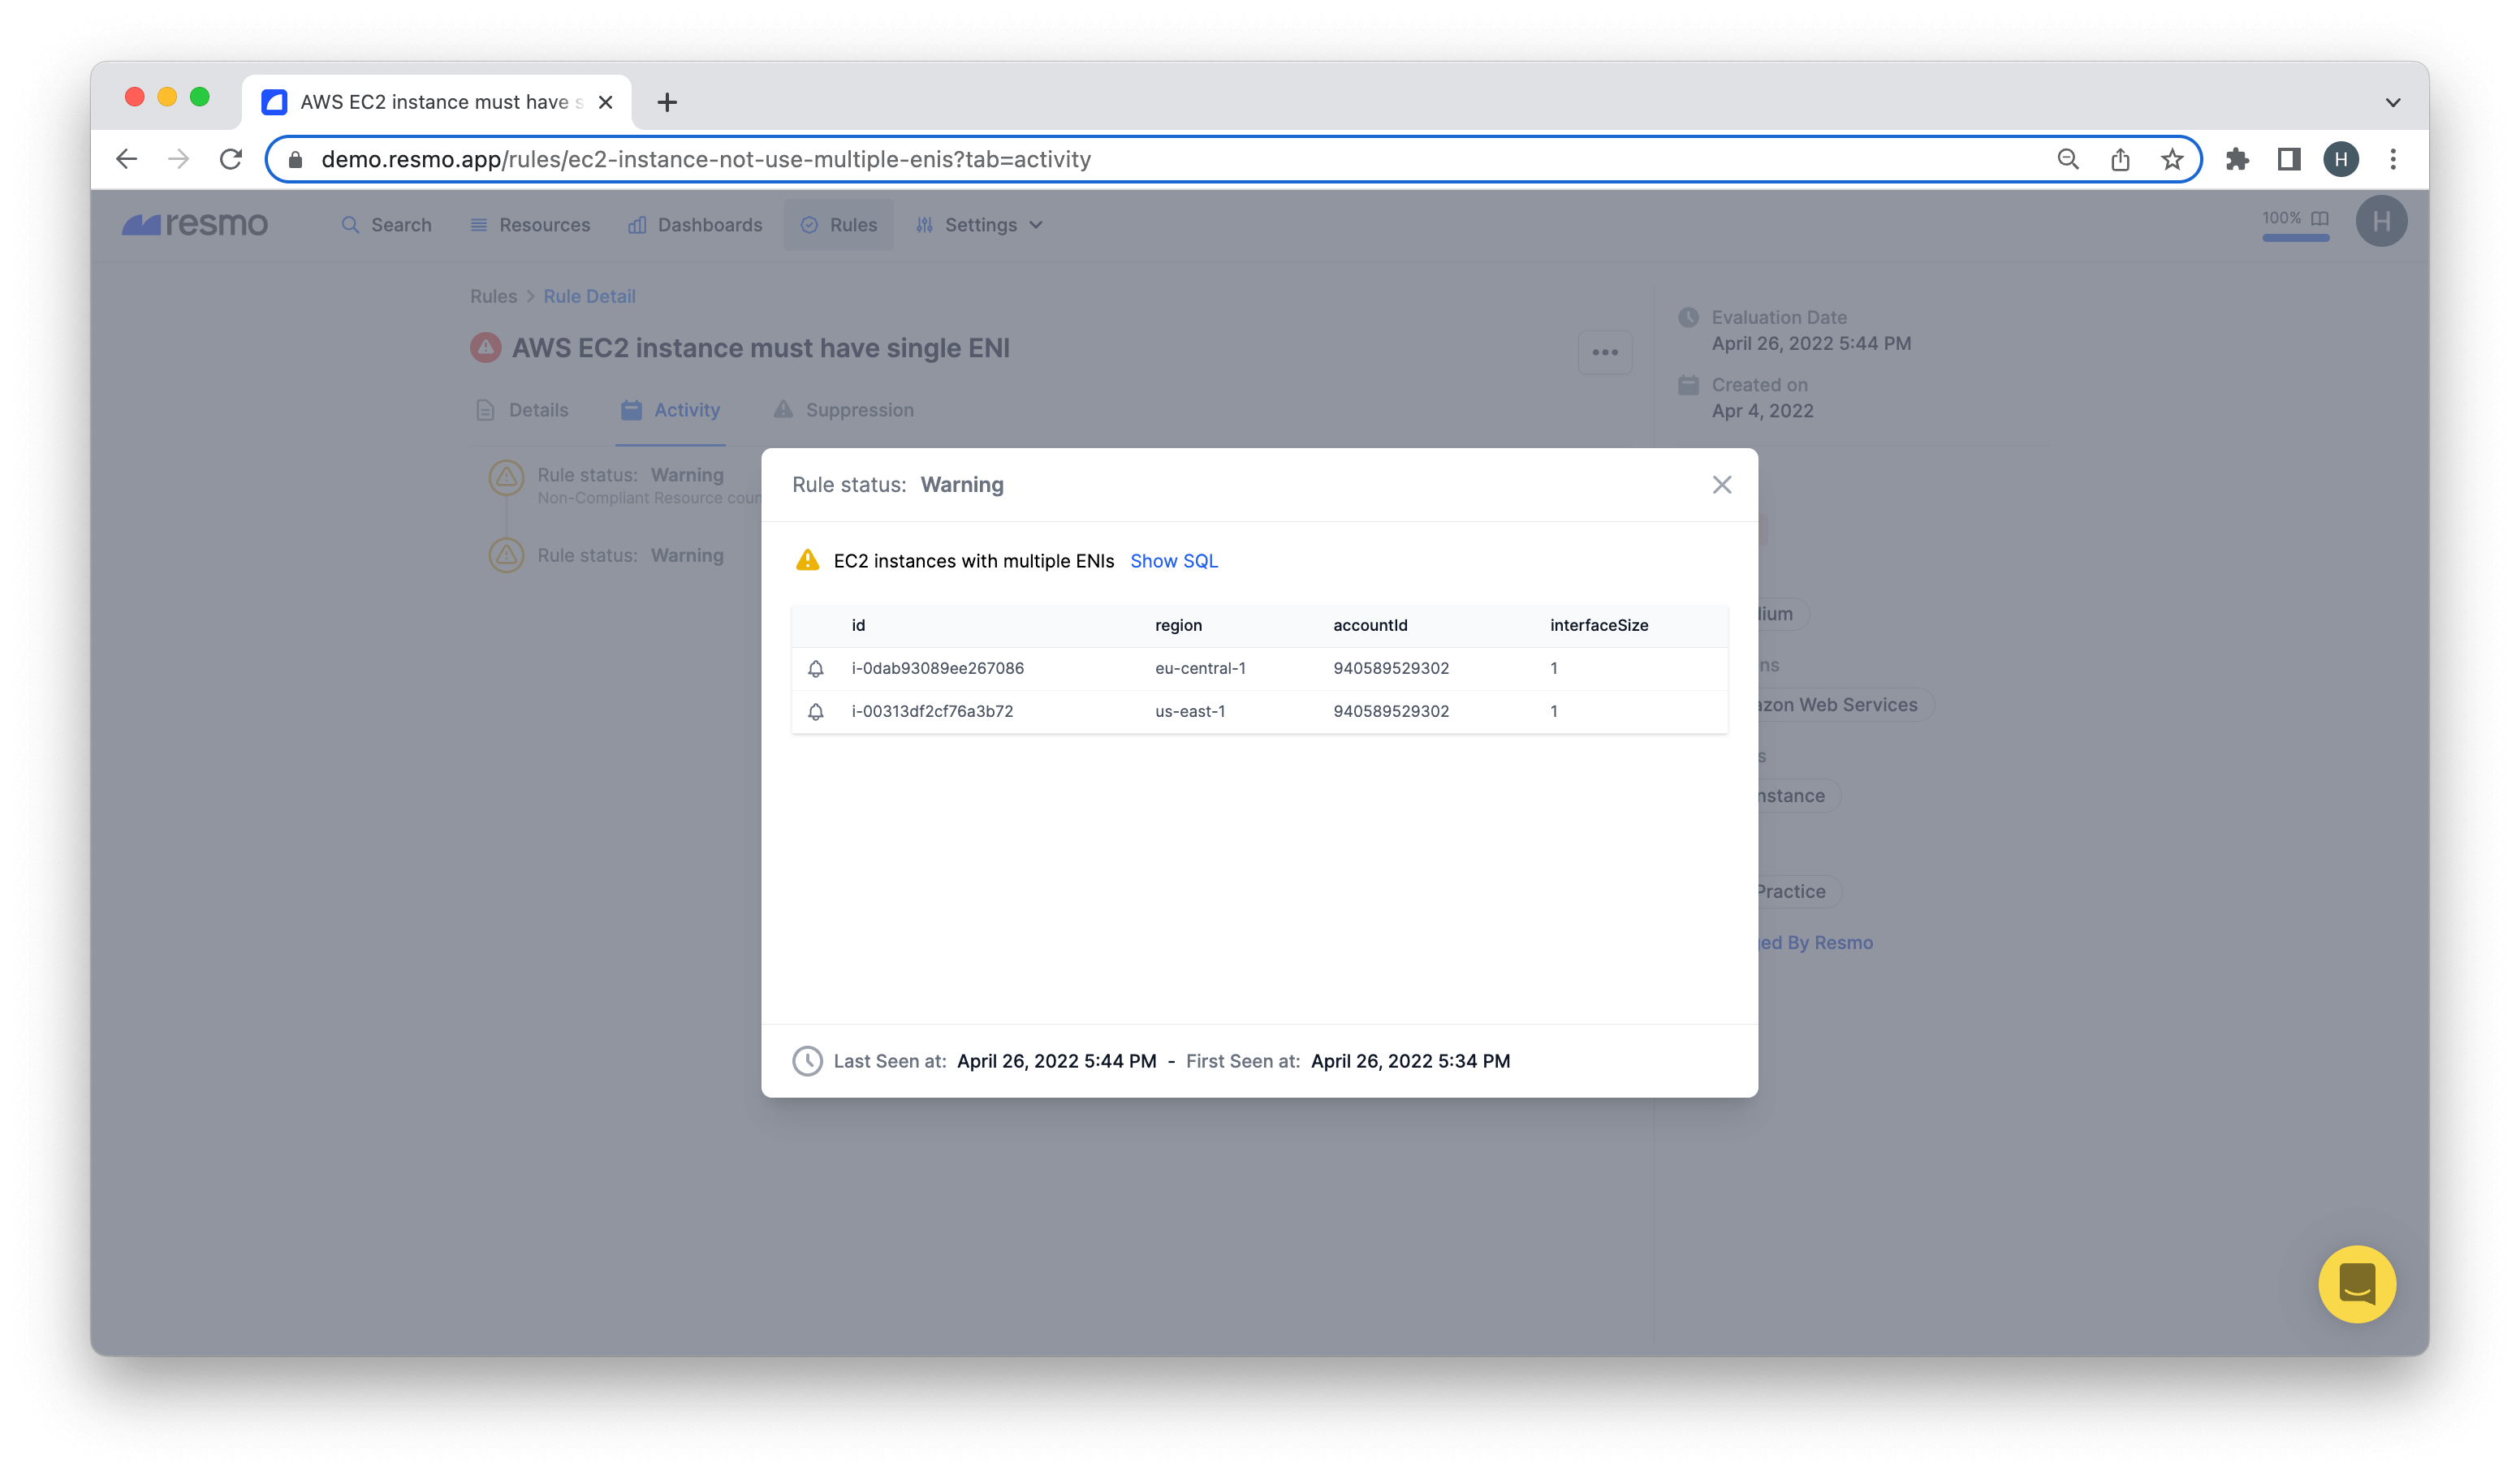 AWS EC2 instance must have s
demo.resmo.app/rules/ec2-instance-not-use-multiple-enis?tab=activity
H
resmo
Search
Resources
Dashboards
Rules
Settings
100%
H
Rules > Rule Detail
AWS EC2 instance must have single ENI
Details
Activity
Suppression
Evaluation Date
April 26, 2022 5:44 PM
Created on
Apr 4, 2022
Rule status: Warning
Non-Compliant Resource coun
Rule status: Warning
Rule status: Warning
EC2 instances with multiple ENIs Show SQL
id region accountId interfaceSize
i-0dab93089ee267086 eu-central-1 940589529302 1
i-00313df2cf76a3b72 us-east-1 940589529302 1
Last Seen at: April 26, 2022 5:44 PM - First Seen at: April 26, 2022 5:34 PM
lium
ns
azon Web Services
s
nstance
Practice
ed By Resmo